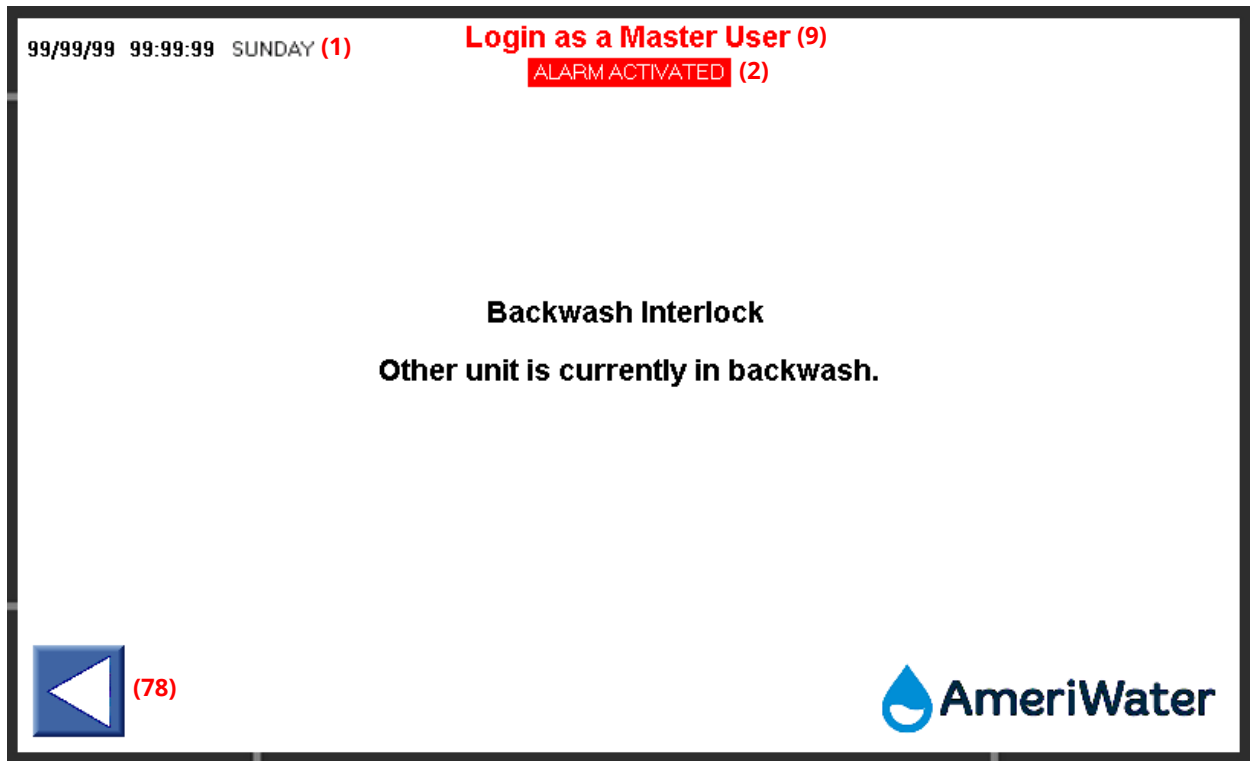 99/99/99 99:99:99 SUNDAY (1)
Login as a Master User (9)
ALARM ACTIVATED (2)
Backwash Interlock
Other unit is currently in backwash.
(78)
AmeriWater